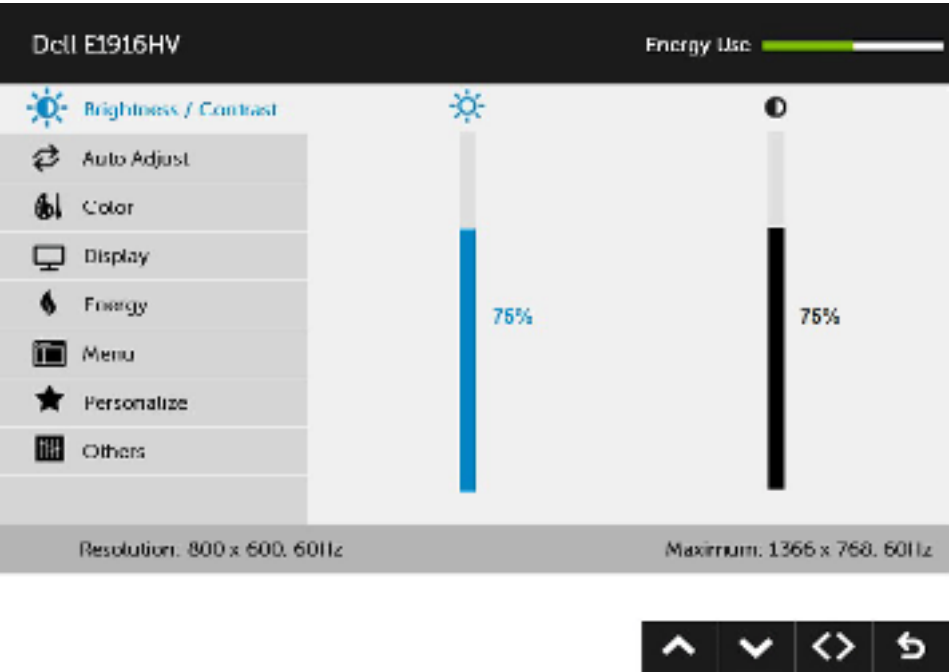 Dell E1916HV
Energy Use
Brightness / Contrast
Auto Adjust
Color
Display
Energy
Menu
Personalize
Others
75%
75%
Resolution: 800 x 600, 60Hz
Maximum: 1366 x 768, 60Hz